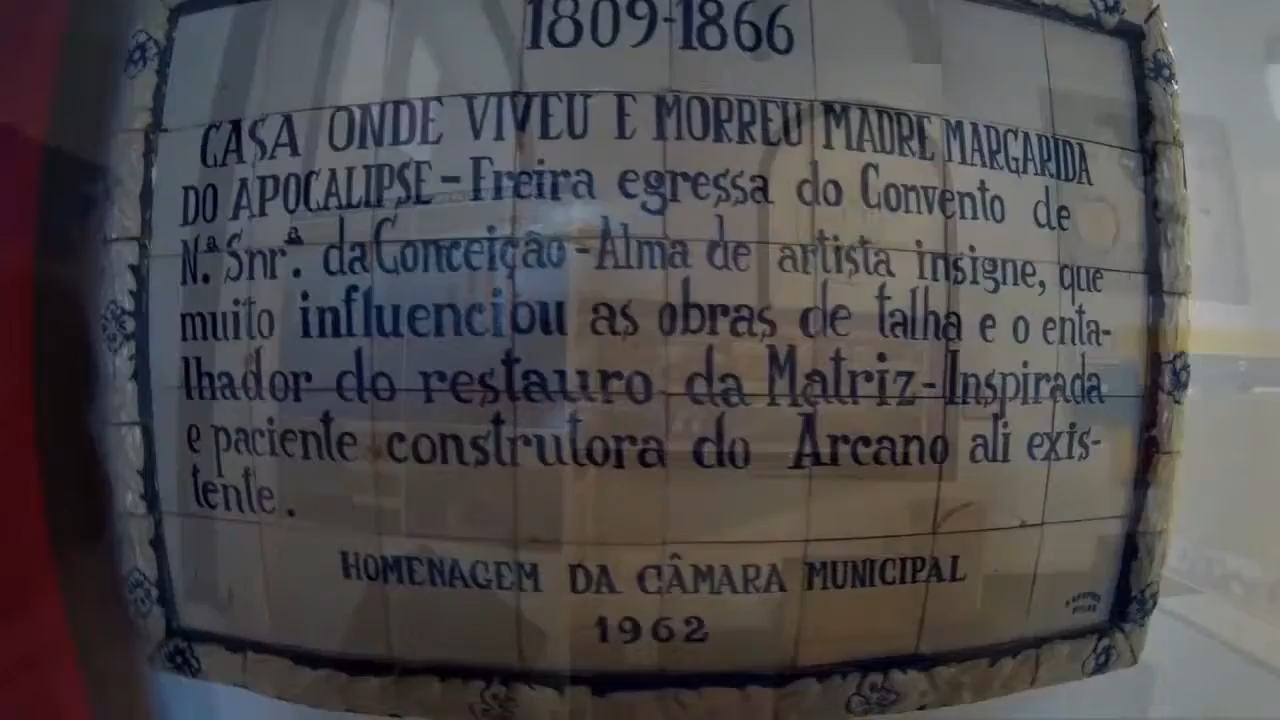 1809-1866
CASA ONDE VIVEU E MORREU MADRE MARGARIDA
DO APOCALIPSE-Freira egressa do Convento de
N.ª Snr.ª da Conceição-Alma de artista insigne, que
muito influenciou as obras de talha e o enta-
lhador do restauro da Matriz-Inspirada
e paciente construtora do Arcano ali exis-
tente.
HOMENAGEM DA CÂMARA MUNICIPAL
1962